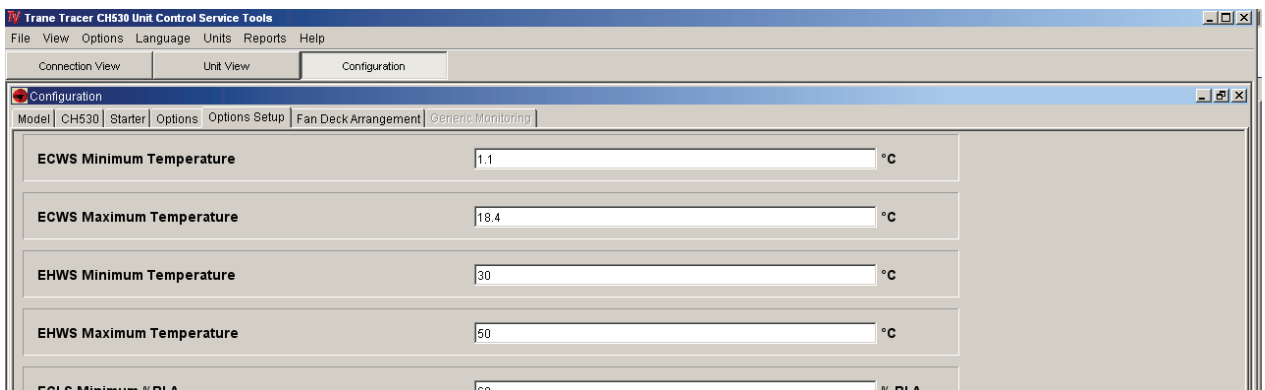 Trane Tracer CH530 Unit Control Service Tools
File View Options Language Units Reports Help
Connection View Unit View Configuration
Configuration
Model CH530 Starter Options Options Setup Fan Deck Arrangement Generic Monitoring
ECWS Minimum Temperature 1.1 °C
ECWS Maximum Temperature 18.4 °C
EHWS Minimum Temperature 30 °C
EHWS Maximum Temperature 50 °C